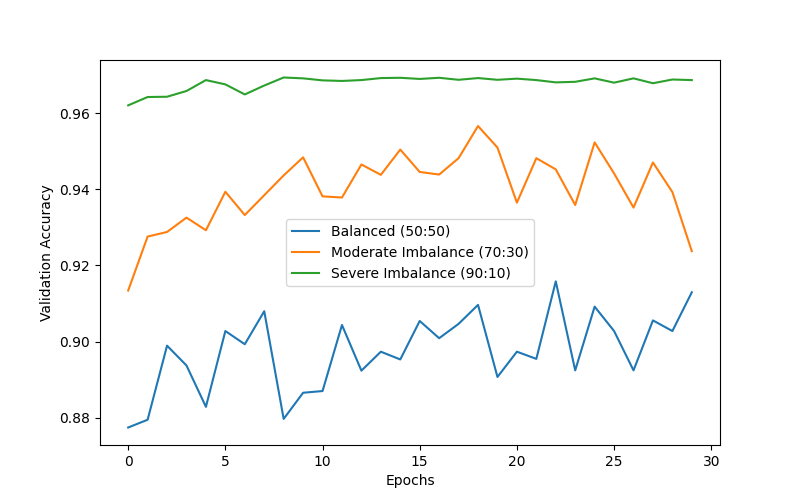 0.96
0.94
0.92
0.90
0.88
Validation Accuracy
Balanced (50:50)
Moderate Imbalance (70:30)
Severe Imbalance (90:10)
0 5 10 15 20 25 30
Epochs